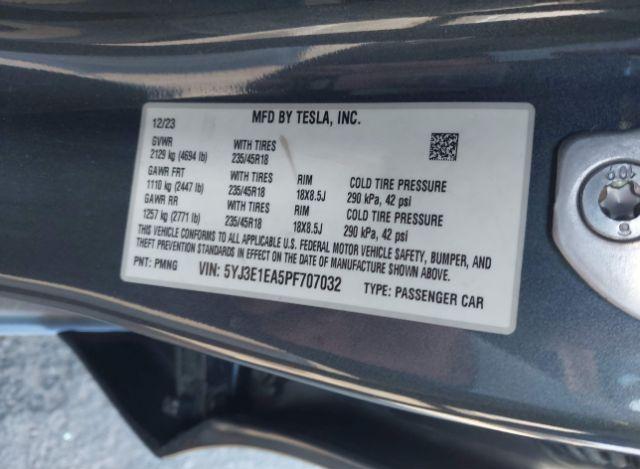 MFD BY TESLA, INC.
12/23
GVWR WITH TIRES
2129 kg (4694 lb) 235/45R18
GAWR FRT WITH TIRES RIM COLD TIRE PRESSURE
1110 kg (2447 lb) 235/45R18 18X8.5J 290 kPa, 42 psi
GAWR RR WITH TIRES RIM COLD TIRE PRESSURE
1257 kg (2771 lb) 235/45R18 18X8.5J 290 kPa, 42 psi
THIS VEHICLE CONFORMS TO ALL APPLICABLE U.S. FEDERAL MOTOR VEHICLE SAFETY, BUMPER, AND
THEFT PREVENTION STANDARDS IN EFFECT ON THE DATE OF MANUFACTURE SHOWN ABOVE.
PNT: PMNG VIN: 5YJ3E1EA5PF707032 TYPE: PASSENGER CAR
10.9
8